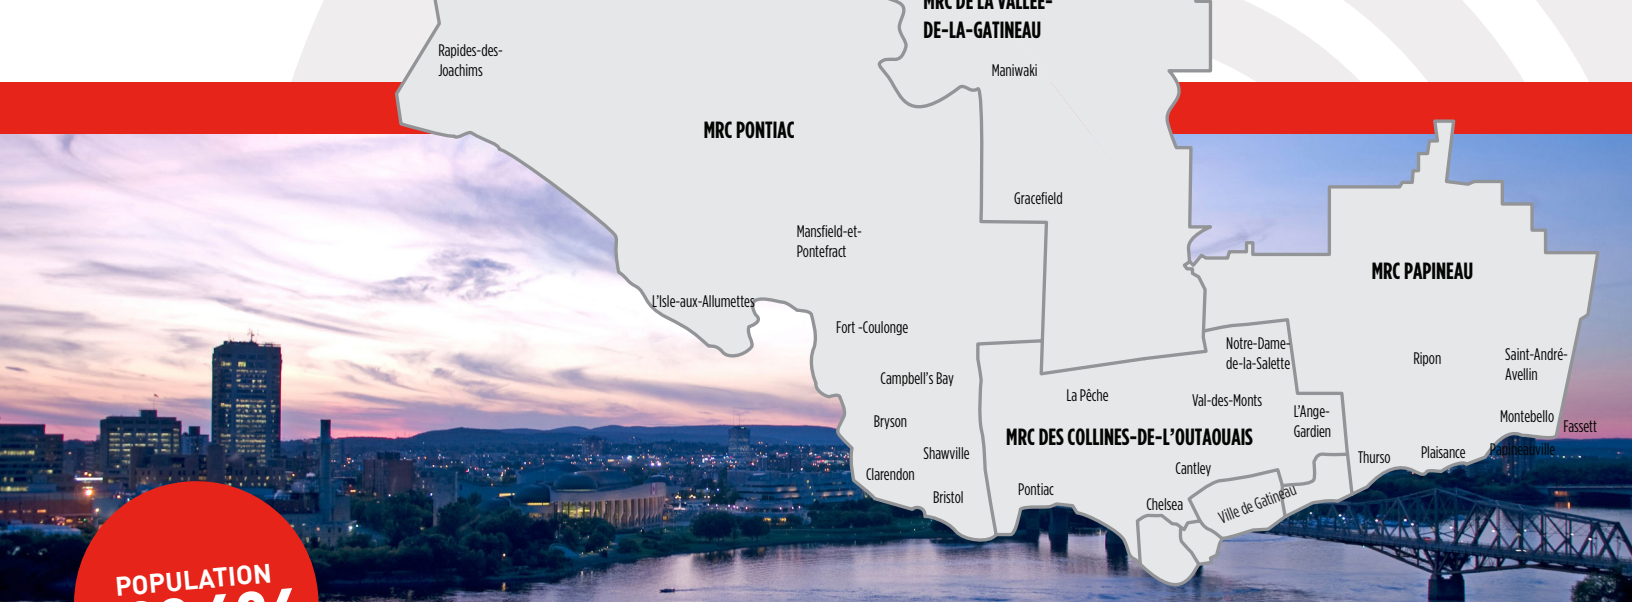 MRC DE LA VALLÉE-
DE-LA-GATINEAU
Rapides-des-
Joachims
Maniwaki
MRC PONTIAC
Gracefield
Mansfield-et-
Pontefract
MRC PAPINEAU
L'Isle-aux-Allumettes
Fort -Coulonge
Notre-Dame-
de-la-Salette
Ripon
Saint-André-
Avellin
Campbell's Bay
La Pêche
Val-des-Monts
L'Ange-
Gardien
Montebello
Fassett
Bryson
MRC DES COLLINES-DE-L'OUTAOUAIS
Papineauville
Shawville
Thurso
Plaisance
Cantley
Clarendon
Pontiac
Bristol
Chelsea
Ville de Gatineau
POPULATION